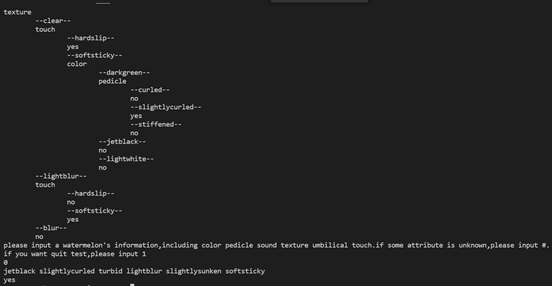 texture
--clear--
touch
--hardslip--
yes
--softsticky--
color
--darkgreen--
pedicle
--curled--
no
--slightlycurled--
yes
--stiffened--
no
--jetblack--
no
--lightwhite--
no
--lightblur--
touch
--hardslip--
no
--softsticky--
yes
--blur--
no
please input a watermelon's information,including color pedicle sound texture umbilical touch.if some attribute is unknown,please input #.
if you want quit test,please input 1
0
jetblack slightlycurled turbid lightblur slightlysunken softsticky
yes